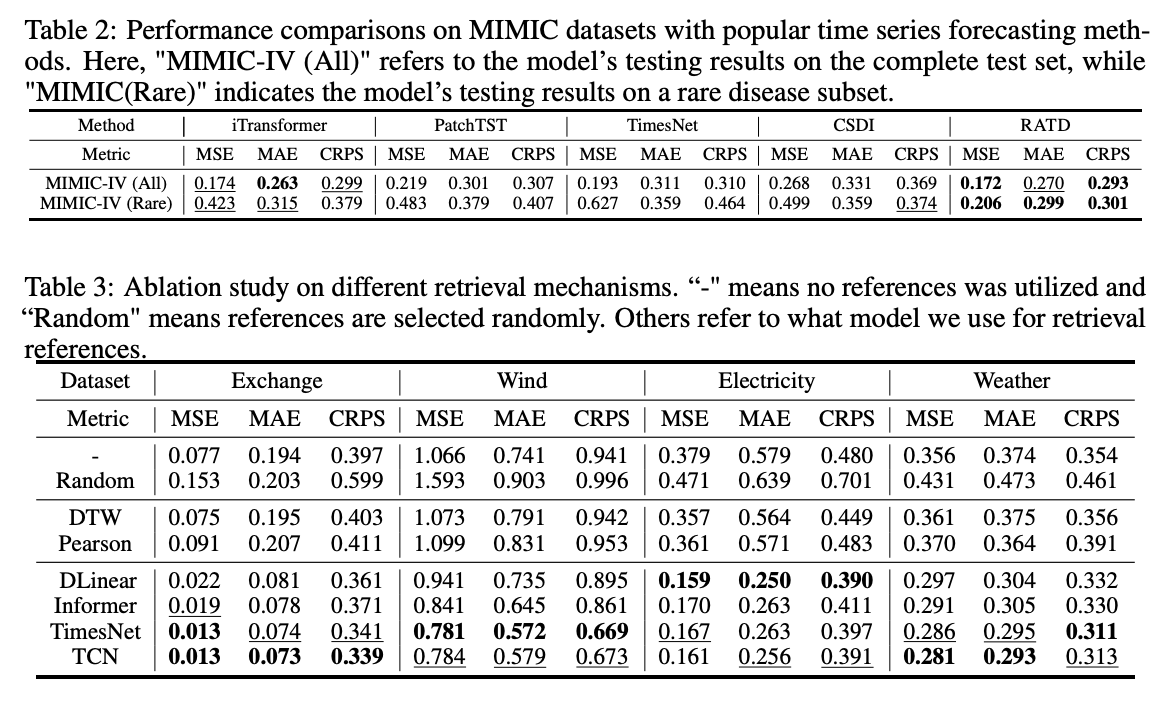 Table 2: Performance comparisons on MIMIC datasets with popular time series forecasting meth-
ods. Here, "MIMIC-IV (All)" refers to the model's testing results on the complete test set, while
"MIMIC(Rare)" indicates the model's testing results on a rare disease subset.
Method iTransformer PatchTST TimesNet CSDI RATD
Metric MSE MAE CRPS MSE MAE CRPS MSE MAE CRPS MSE MAE CRPS MSE MAE CRPS
MIMIC-IV (All) 0.174 0.263 0.299 0.219 0.301 0.307 0.193 0.311 0.310 0.268 0.331 0.369 0.172 0.270 0.293
MIMIC-IV (Rare) 0.423 0.315 0.379 0.483 0.379 0.407 0.627 0.359 0.464 0.499 0.359 0.374 0.206 0.299 0.301
Table 3: Ablation study on different retrieval mechanisms. “-" means no references was utilized and
“Random" means references are selected randomly. Others refer to what model we use for retrieval
references.
Dataset Exchange Wind Electricity Weather
Metric MSE MAE CRPS MSE MAE CRPS MSE MAE CRPS MSE MAE CRPS
- 0.077 0.194 0.397 1.066 0.741 0.941 0.379 0.579 0.480 0.356 0.374 0.354
Random 0.153 0.203 0.599 1.593 0.903 0.996 0.471 0.639 0.701 0.431 0.473 0.461
DTW 0.075 0.195 0.403 1.073 0.791 0.942 0.357 0.564 0.449 0.361 0.375 0.356
Pearson 0.091 0.207 0.411 1.099 0.831 0.953 0.361 0.571 0.483 0.370 0.364 0.391
DLinear 0.022 0.081 0.361 0.941 0.735 0.895 0.159 0.250 0.390 0.297 0.304 0.332
Informer 0.019 0.078 0.371 0.841 0.645 0.861 0.170 0.263 0.411 0.291 0.305 0.330
TimesNet 0.013 0.074 0.341 0.781 0.572 0.669 0.167 0.263 0.397 0.286 0.295 0.311
TCN 0.013 0.073 0.339 0.784 0.579 0.673 0.161 0.256 0.391 0.281 0.293 0.313